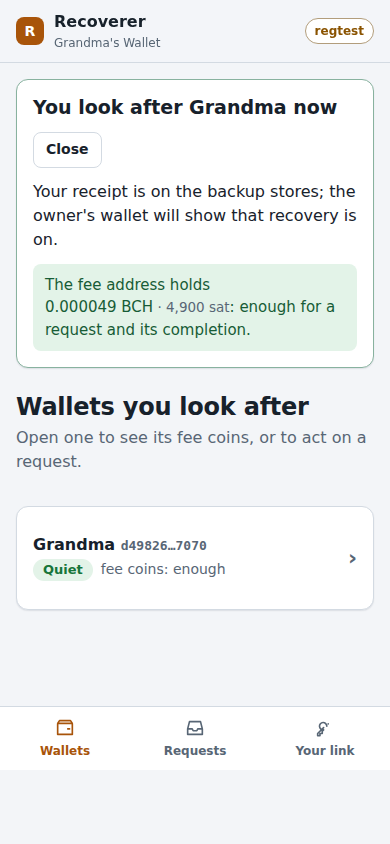 R
Recoverer
Grandma's Wallet
regtest
You look after Grandma now
Close
Your receipt is on the backup stores; the
owner's wallet will show that recovery is
on.
The fee address holds
0.000049 BCH · 4,900 sat: enough for a
request and its completion.
Wallets you look after
Open one to see its fee coins, or to act on a
request.
Grandma d49826…7070
Quiet fee coins: enough
Wallets
Requests
Your link